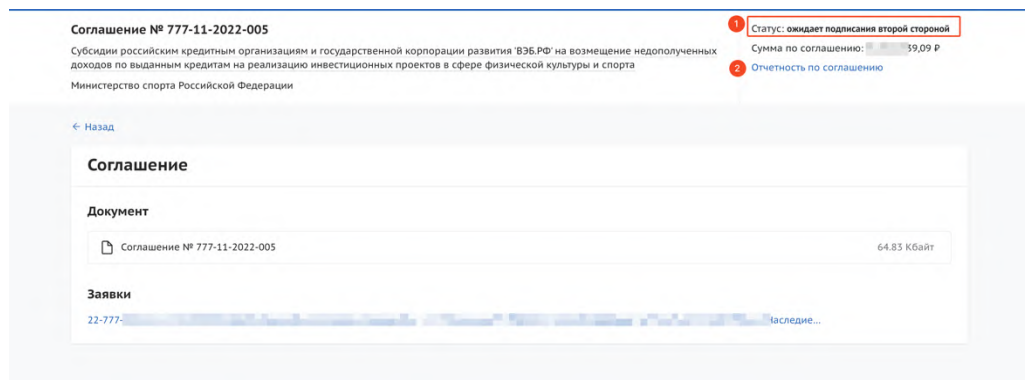 Соглашение № 777-11-2022-005
Субсидии российским кредитным организациям и государственной корпорации развития 'ВЭБ.РФ' на возмещение недополученных
доходов по выданным кредитам на реализацию инвестиционных проектов в сфере физической культуры и спорта
Министерство спорта Российской Федерации
1 Статус: ожидает подписания второй стороной
Сумма по соглашению: 39,09 ₽
2 Отчетность по соглашению
← Назад
Соглашение
Документ
Соглашение № 777-11-2022-005 64.83 Кбайт
Заявки
22-777- Наследие...